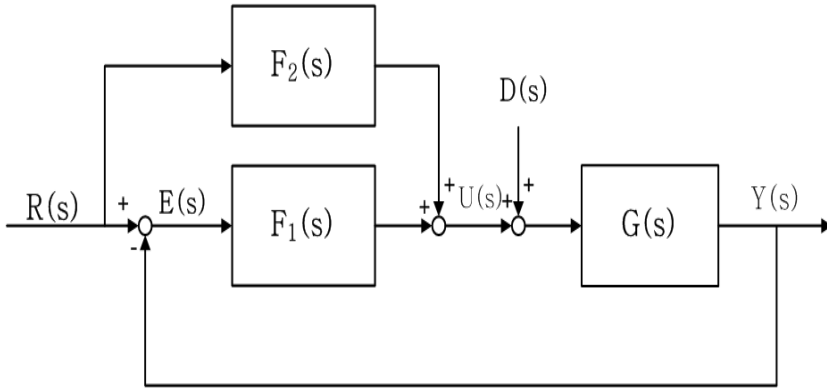 F₂(s)
D(s)
+
+
R(s)
+
E(s)
F₁(s)
+
U(s)
+
G(s)
Y(s)
-